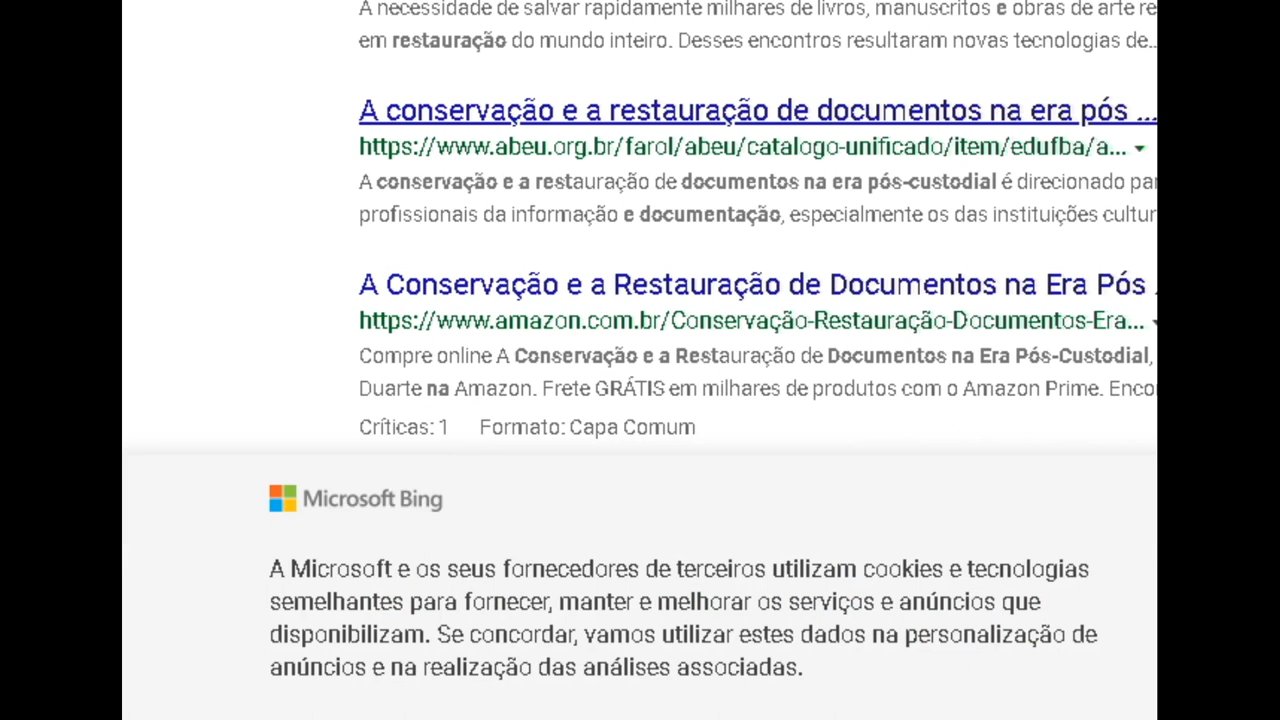 A necessidade de salvar rapidamente milhares de livros, manuscritos e obras de arte re
em restauração do mundo inteiro. Desses encontros resultaram novas tecnologias de...
A conservação e a restauração de documentos na era pós ...
https://www.abeu.org.br/farol/abeu/catalogo-unificado/item/edufba/a...
A conservação e a restauração de documentos na era pós-custodial é direcionado par
profissionais da informação e documentação, especialmente os das instituições cultur
A Conservação e a Restauração de Documentos na Era Pós .
https://www.amazon.com.br/Conservação-Restauração-Documentos-Era...
Compre online A Conservação e a Restauração de Documentos na Era Pós-Custodial,
Duarte na Amazon. Frete GRÁTIS em milhares de produtos com o Amazon Prime. Encon
Críticas: 1 Formato: Capa Comum
Microsoft Bing
A Microsoft e os seus fornecedores de terceiros utilizam cookies e tecnologias
semelhantes para fornecer, manter e melhorar os serviços e anúncios que
disponibilizam. Se concordar, vamos utilizar estes dados na personalização de
anúncios e na realização das análises associadas.